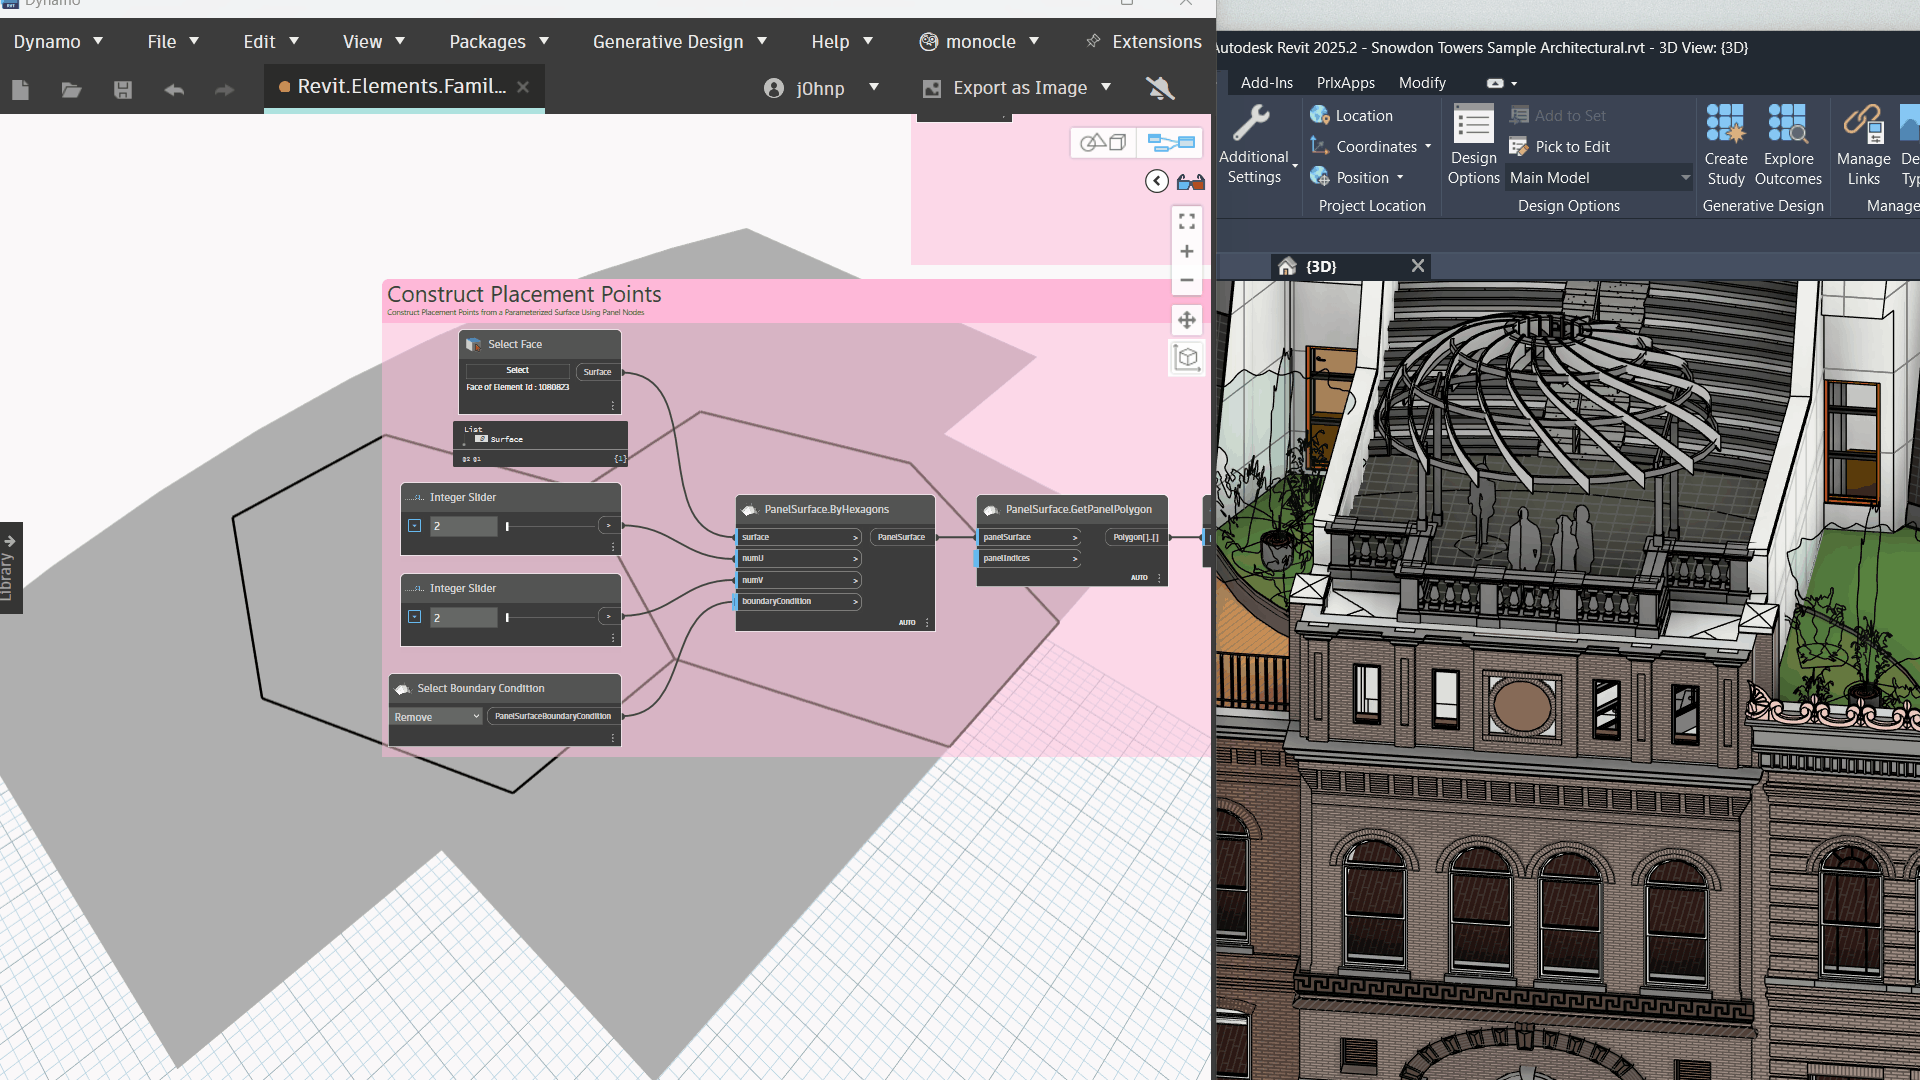 Dynamo
Dynamo
File
Edit
View
Packages
Generative Design
Help
monocle
Extensions
Revit.Elements.Famil...
j0hnp
Export as Image
Library
Construct Placement Points
Construct Placement Points from a Parameterized Surface Using Panel Nodes
Select Face
Select
Surface
Face of Element Id : 1080823
List
0 Surface
@2 @1
{1}
Integer Slider
2
>
Integer Slider
2
>
Select Boundary Condition
Remove
PanelSurfaceBoundaryCondition
PanelSurface.ByHexagons
surface >
PanelSurface
numU >
numV >
boundaryCondition >
AUTO
PanelSurface.GetPanelPolygon
panelSurface >
Polygon[]..[]
panelIndices >
AUTO
Autodesk Revit 2025.2 - Snowdon Towers Sample Architectural.rvt - 3D View: {3D}
Add-Ins
PrlxApps
Modify
Additional
Settings
Location
Coordinates
Position
Project Location
Design
Options
Add to Set
Pick to Edit
Main Model
Design Options
Create
Study
Explore
Outcomes
Generative Design
Manage
Links
De
Typ
Manage
{3D}